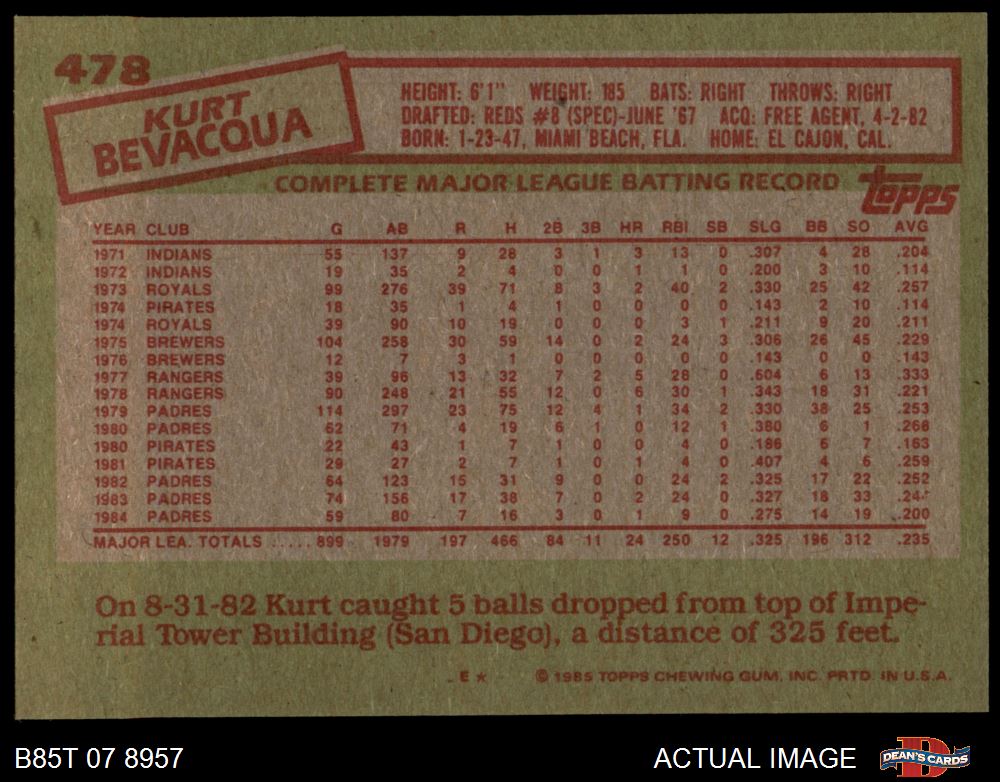 478
KURT
BEVACQUA
HEIGHT: 6'1" WEIGHT: 185 BATS: RIGHT THROWS: RIGHT
DRAFTED: REDS #8 (SPEC)-JUNE '67 ACQ: FREE AGENT, 4-2-82
BORN: 1-23-47, MIAMI BEACH, FLA. HOME: EL CAJON, CAL.
COMPLETE MAJOR LEAGUE BATTING RECORD topps
YEAR CLUB G AB R H 2B 3B HR RBI SB SLG BB SO AVG
1971 INDIANS 55 137 9 28 3 1 3 13 0 .307 4 28 .204
1972 INDIANS 19 35 2 4 0 0 1 1 0 .200 3 10 .114
1973 ROYALS 99 276 39 71 8 3 2 40 2 .330 25 42 .257
1974 PIRATES 18 35 1 4 1 0 0 0 0 .143 2 10 .114
1974 ROYALS 39 90 10 19 0 0 0 3 1 .211 9 20 .211
1975 BREWERS 104 258 30 59 14 0 2 24 3 .306 26 45 .229
1976 BREWERS 12 7 3 1 0 0 0 0 0 .143 0 0 .143
1977 RANGERS 39 96 13 32 7 2 5 28 0 .604 6 13 .333
1978 RANGERS 90 248 21 55 12 0 6 30 1 .343 18 31 .221
1979 PADRES 114 297 23 75 12 4 1 34 2 .330 38 25 .253
1980 PADRES 62 71 4 19 6 1 0 12 1 .380 6 1 .268
1980 PIRATES 22 43 1 7 1 0 0 4 0 .186 6 7 .163
1981 PIRATES 29 27 2 7 1 0 1 4 0 .407 4 6 .259
1982 PADRES 64 123 15 31 9 0 0 24 2 .325 17 22 .252
1983 PADRES 74 156 17 38 7 0 2 24 0 .327 18 33
1984 PADRES 59 80 7 16 3 0 1 9 0 .275 14 19 .200
MAJOR LEA. TOTALS ..... 899 1979 197 466 84 11 24 250 12 .325 196 312 .235
On 8-31-82 Kurt caught 5 balls dropped from top of Impe-
rial Tower Building (San Diego), a distance of 325 feet.
E ★ © 1985 TOPPS CHEWING GUM, INC. PRTD. IN U.S.A.
B85T 07 8957 ACTUAL IMAGE D DEAN'S CARDS